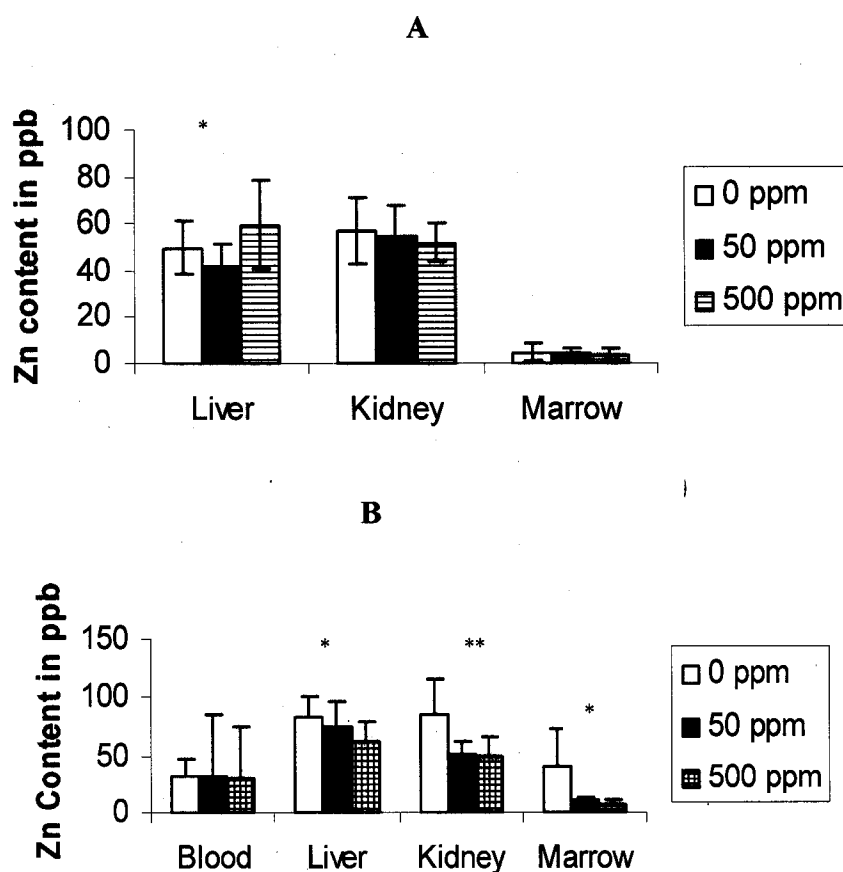 A
*
100
80
60
40
20
0
Zn content in ppb
Liver Kidney Marrow
0 ppm
50 ppm
500 ppm
B
150
100
50
0
Zn Content in ppb
* ** *
Blood Liver Kidney Marrow
0 ppm
50 ppm
500 ppm